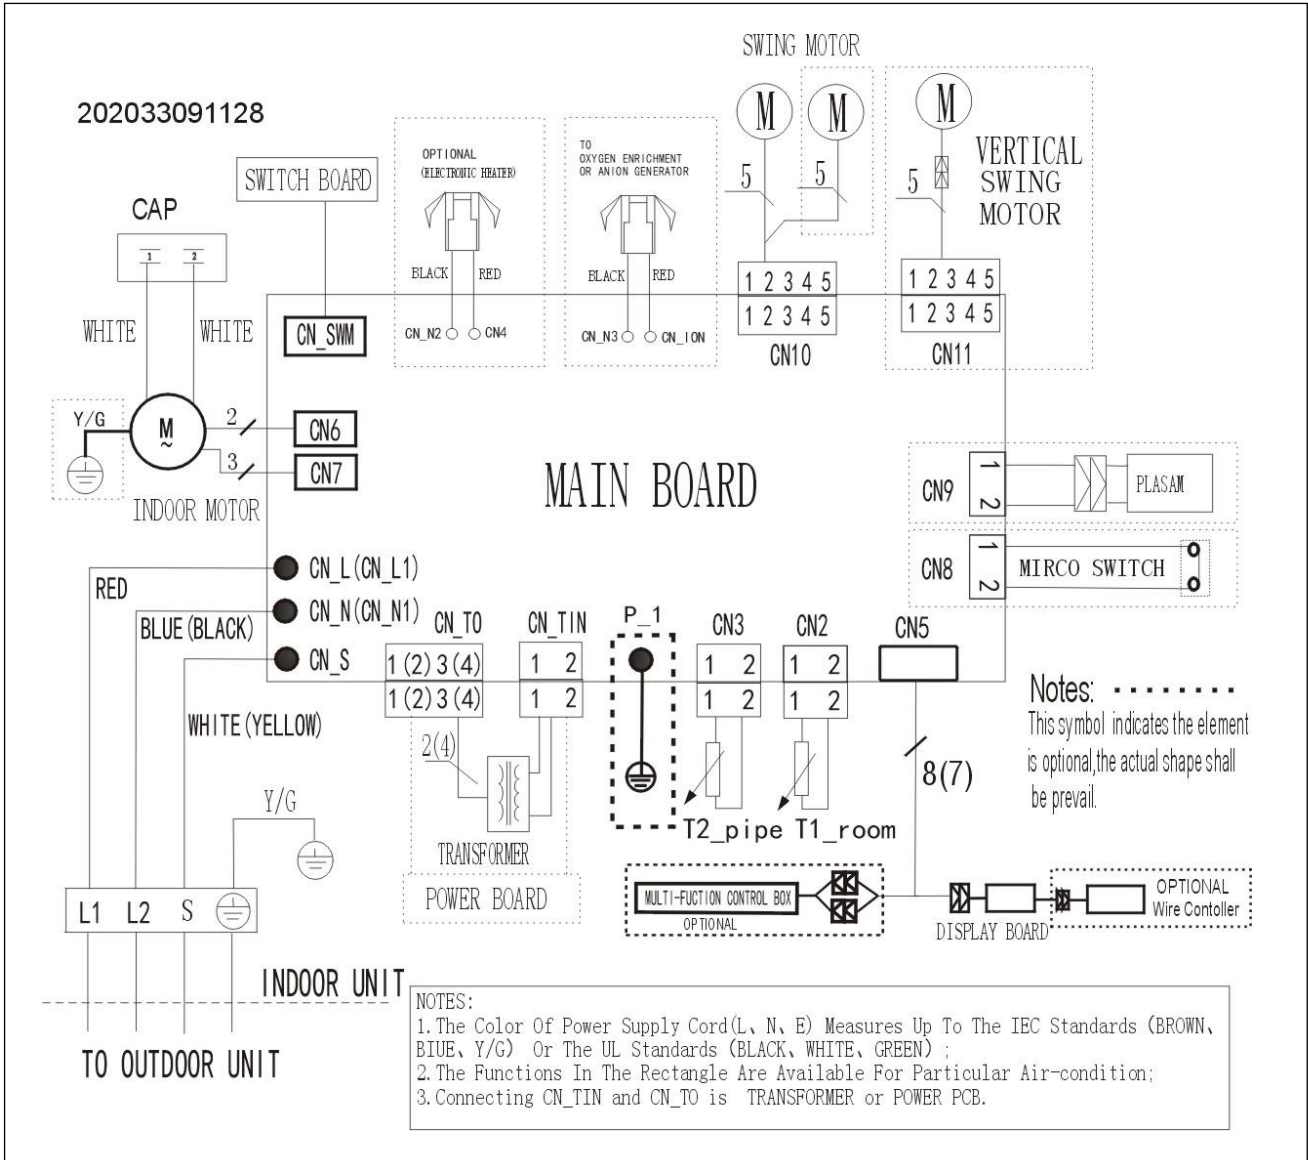 SWING MOTOR
202033091128
M
M
M
OPTIONAL
(ELECTRONIC HEATER)
TO
OXYGEN ENRICHMENT
OR ANION GENERATOR
VERTICAL
SWING
MOTOR
SWITCH BOARD
5
5
5
CAP
1
2
BLACK
RED
BLACK
RED
1 2 3 4 5
1 2 3 4 5
1 2 3 4 5
1 2 3 4 5
WHITE
WHITE
CN_SWM
CN_N2
CN4
CN_N3
CN_ION
CN10
CN11
Y/G
M
~
2
CN6
3
CN7
INDOOR MOTOR
MAIN BOARD
CN9
1
2
PLASAM
CN8
1
2
MIRCO SWITCH
RED
CN_L(CN_L1)
BLUE(BLACK)
CN_N(CN_N1)
CN_S
WHITE(YELLOW)
CN_TO
1(2)3(4)
1(2)3(4)
CN_TIN
1 2
1 2
P_1
CN3
1 2
1 2
CN2
1 2
1 2
CN5
2(4)
TRANSFORMER
POWER BOARD
T2_pipe
T1_room
8(7)
Notes:
This symbol indicates the element
is optional,the actual shape shall
be prevail.
Y/G
L1
L2
S
MULTI-FUCTION CONTROL BOX
OPTIONAL
DISPLAY BOARD
OPTIONAL
Wire Contoller
INDOOR UNIT
TO OUTDOOR UNIT
NOTES:
1.The Color Of Power Supply Cord(L、N、E) Measures Up To The IEC Standards (BROWN、
BIUE、Y/G) Or The UL Standards (BLACK、WHITE、GREEN) ;
2.The Functions In The Rectangle Are Available For Particular Air-condition;
3.Connecting CN_TIN and CN_TO is TRANSFORMER or POWER PCB.